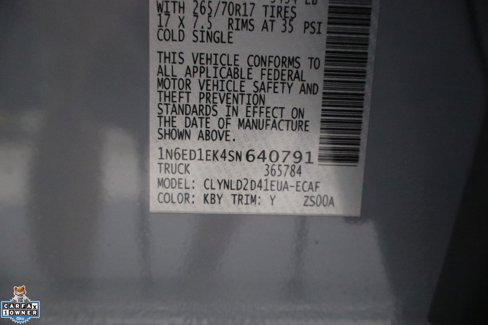 WITH 265/70R17 TIRES
17 X 7.5 RIMS AT 35 PSI
COLD SINGLE
THIS VEHICLE CONFORMS TO
ALL APPLICABLE FEDERAL
MOTOR VEHICLE SAFETY AND
THEFT PREVENTION
STANDARDS IN EFFECT ON
THE DATE OF MANUFACTURE
SHOWN ABOVE.
1N6ED1EK4SN640791
TRUCK 365784
MODEL: CLYNLD2D41EUA-ECAF
COLOR: KBY TRIM: Y ZS00A
CARFAX
1 OWNER